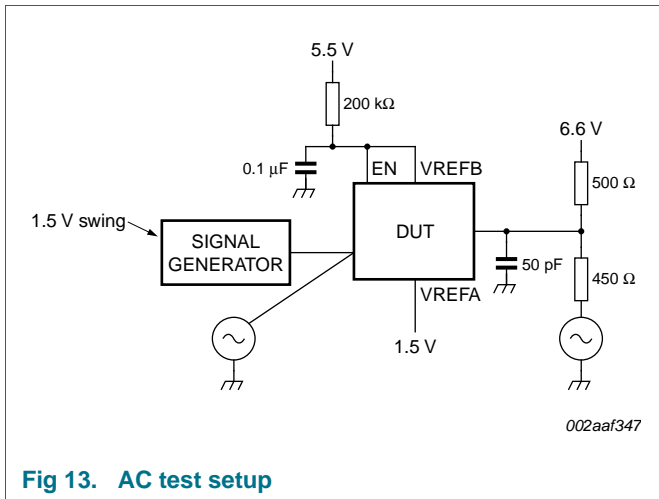 5.5 V
200 kΩ
6.6 V
0.1 μF
EN
VREFB
500 Ω
1.5 V swing
SIGNAL
GENERATOR
DUT
50 pF
450 Ω
VREFA
1.5 V
002aaf347
Fig 13. AC test setup